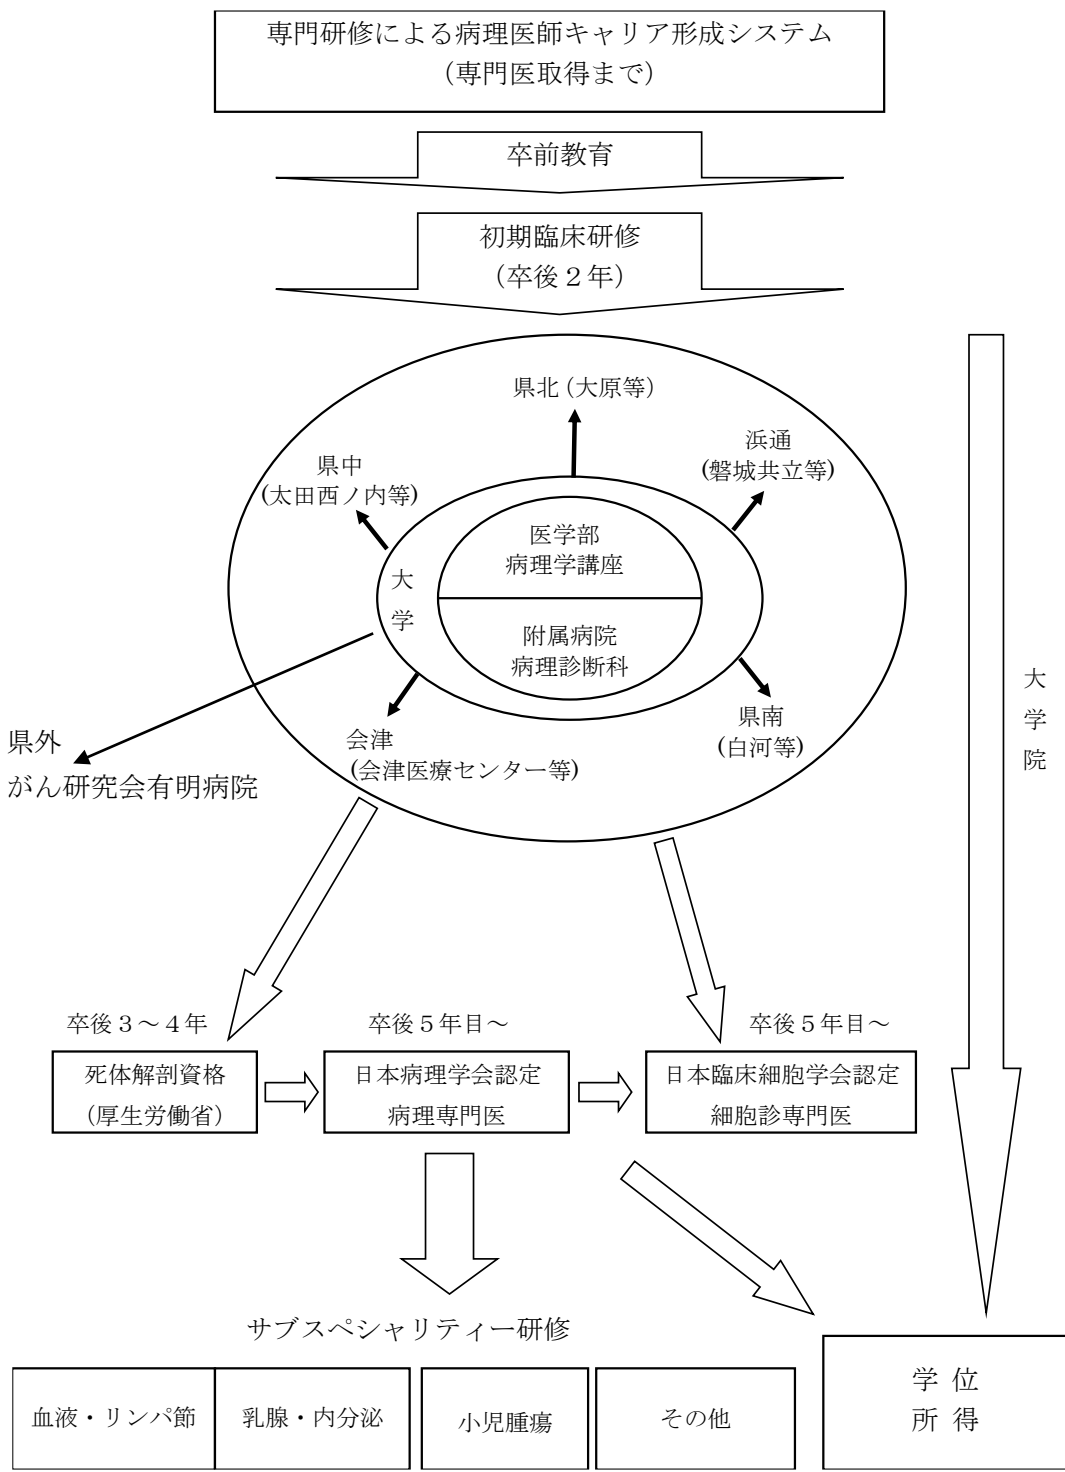 専門研修による病理医師キャリア形成システム
（専門医取得まで）
卒前教育
初期臨床研修
（卒後２年）
県北（大原等）
浜通
(磐城共立等)
県中
(太田西ノ内等)
医学部
病理学講座
大
学
附属病院
病理診断科
県南
(白河等)
会津
(会津医療センター等)
県外
がん研究会有明病院
大
学
院
卒後３～４年
卒後５年目～
卒後５年目～
死体解剖資格
（厚生労働省）
日本病理学会認定
病理専門医
日本臨床細胞学会認定
細胞診専門医
サブスペシャリティー研修
血液・リンパ節
乳腺・内分泌
小児腫瘍
その他
学 位
所 得